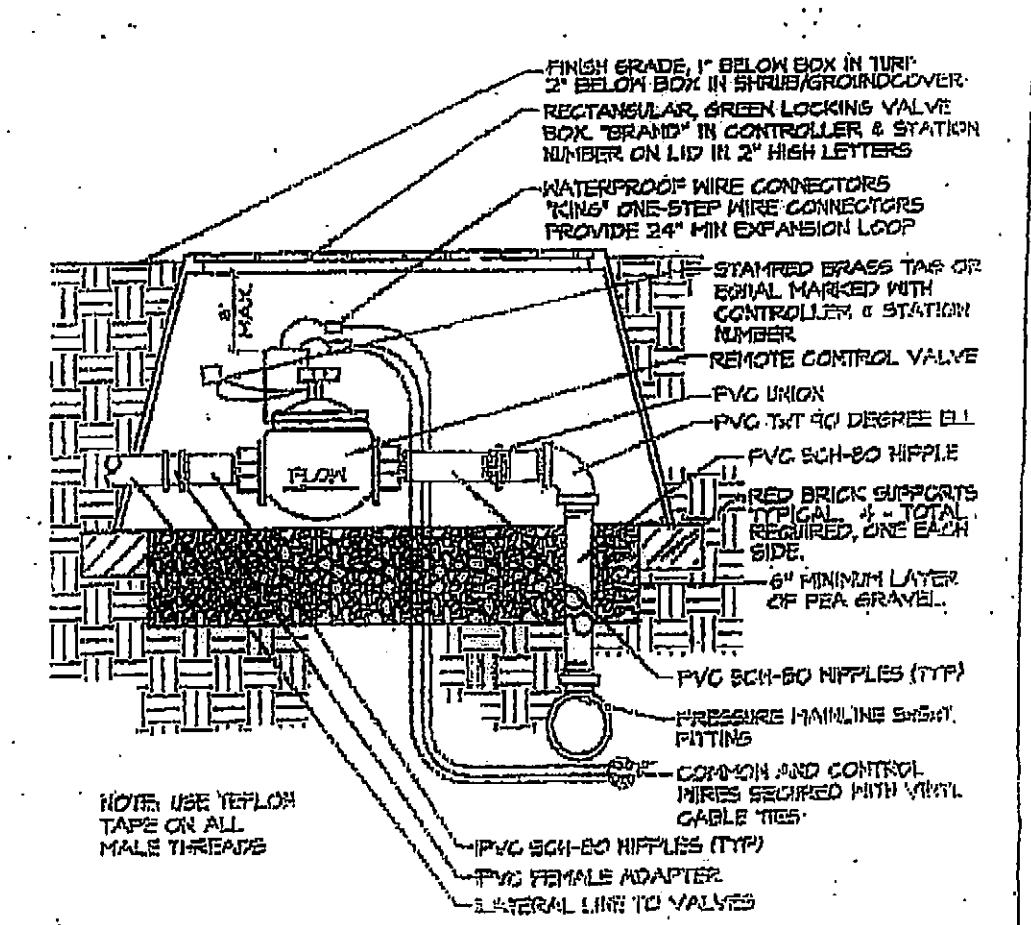 FINISH GRADE, 1" BELOW BOX IN TURF
2" BELOW BOX IN SHRUB/GROUNDCOVER
RECTANGULAR, GREEN LOCKING VALVE
BOX. "BRAND" IN CONTROLLER & STATION
NUMBER ON LID IN 2" HIGH LETTERS
WATERPROOF WIRE CONNECTORS
"KING" ONE-STEP WIRE CONNECTORS
PROVIDE 24" MIN EXPANSION LOOP
STAMPED BRASS TAG OR
EQUAL MARKED WITH
CONTROLLER & STATION
NUMBER
8" MAX.
REMOTE CONTROL VALVE
PVC UNION
PVC TxT 90 DEGREE ELL
PVC SCH-80 NIPPLE
FLOW
RED BRICK SUPPORTS
TYPICAL 4 - TOTAL
REQUIRED, ONE EACH
SIDE.
6" MINIMUM LAYER
OF PEA GRAVEL
PVC SCH-80 NIPPLES (TYP)
PRESSURE MAINLINE
FITTING
COMMON AND CONTROL
WIRES SECURED WITH VINYL
CABLE TIES
NOTE: USE TEFLON
TAPE ON ALL
MALE THREADS
PVC SCH-80 NIPPLES (TYP)
PVC FEMALE ADAPTER
LATERAL LINE TO VALVES